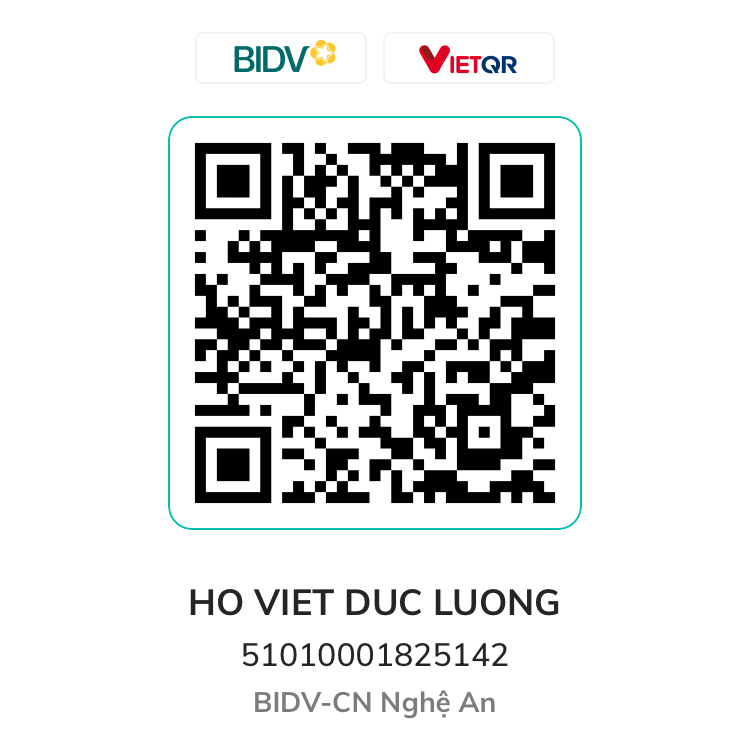 BIDV VIETQR
HO VIET DUC LUONG
51010001825142
BIDV-CN Nghệ An